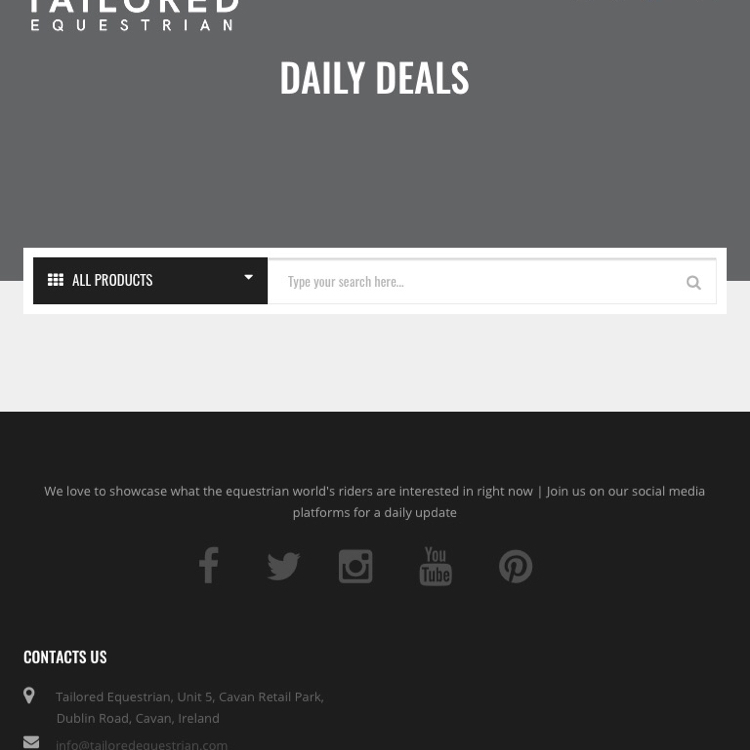 TAILORED
EQUESTRIAN
DAILY DEALS
ALL PRODUCTS
Type your search here...
We love to showcase what the equestrian world's riders are interested in right now | Join us on our social media
platforms for a daily update
You
Tube
CONTACTS US
Tailored Equestrian, Unit 5, Cavan Retail Park,
Dublin Road, Cavan, Ireland
info@tailoredequestrian.com